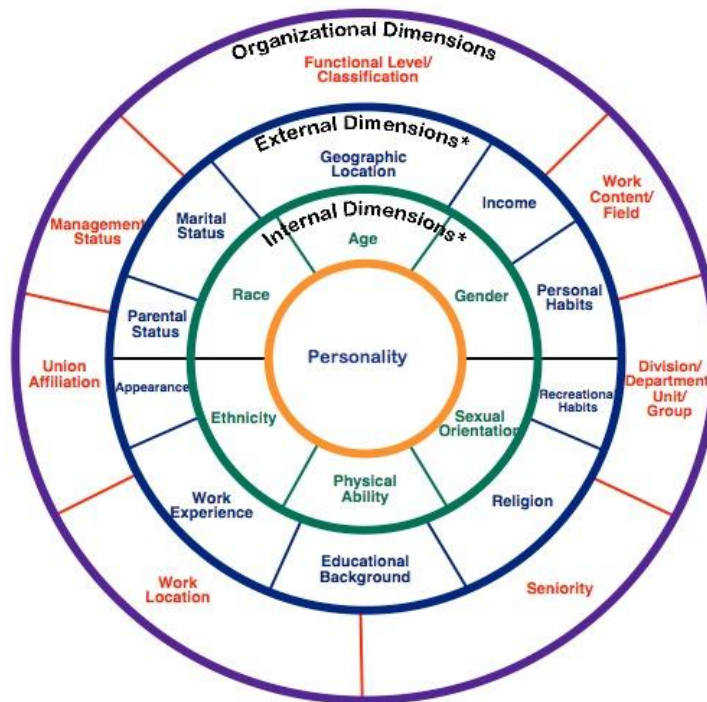 Organizational Dimensions
Functional Level/
Classification
External Dimensions*
Geographic
Location
Income
Work
Content/
Field
Management
Status
Marital
Status
Internal Dimensions*
Age
Race
Gender
Personal
Habits
Parental
Status
Personality
Union
Affiliation
Appearance
Recreational
Habits
Division/
Department
Unit/
Group
Ethnicity
Sexual
Orientation
Physical
Ability
Work
Experience
Religion
Educational
Background
Work
Location
Seniority